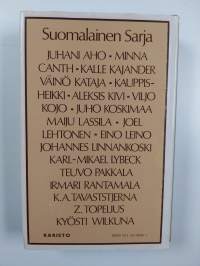 Suomalainen Sarja
JUHANI AHO • MINNA
CANTH • KALLE KAJANDER
VÄINÖ KATAJA • KAUPPIS-
HEIKKI • ALEKSIS KIVI • VILJO
KOJO • JUHO KOSKIMAA
MAIJU LASSILA • JOEL
LEHTONEN • EINO LEINO
JOHANNES LINNANKOSKI
KARL-MIKAEL LYBECK
TEUVO PAKKALA
IRMARI RANTAMALA
K.A. TAVASTSTJERNA
Z. TOPELIUS
KYÖSTI WILKUNA
KARISTO